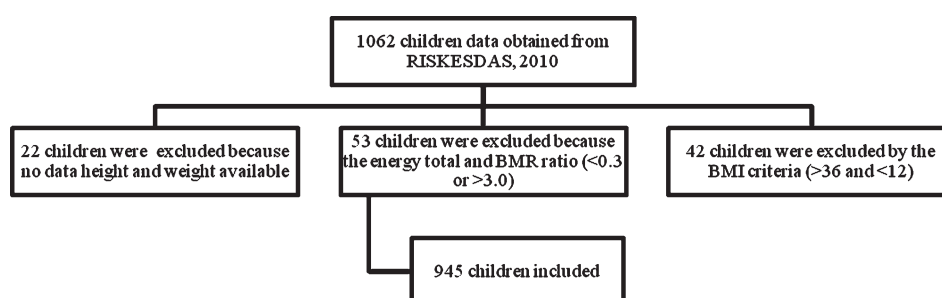 1062 children data obtained from
RISKESDAS, 2010
22 children were excluded because
no data height and weight available
53 children were excluded because
the energy total and BMR ratio (<0.3
or >3.0)
42 children were excluded by the
BMI criteria (>36 and <12)
945 children included